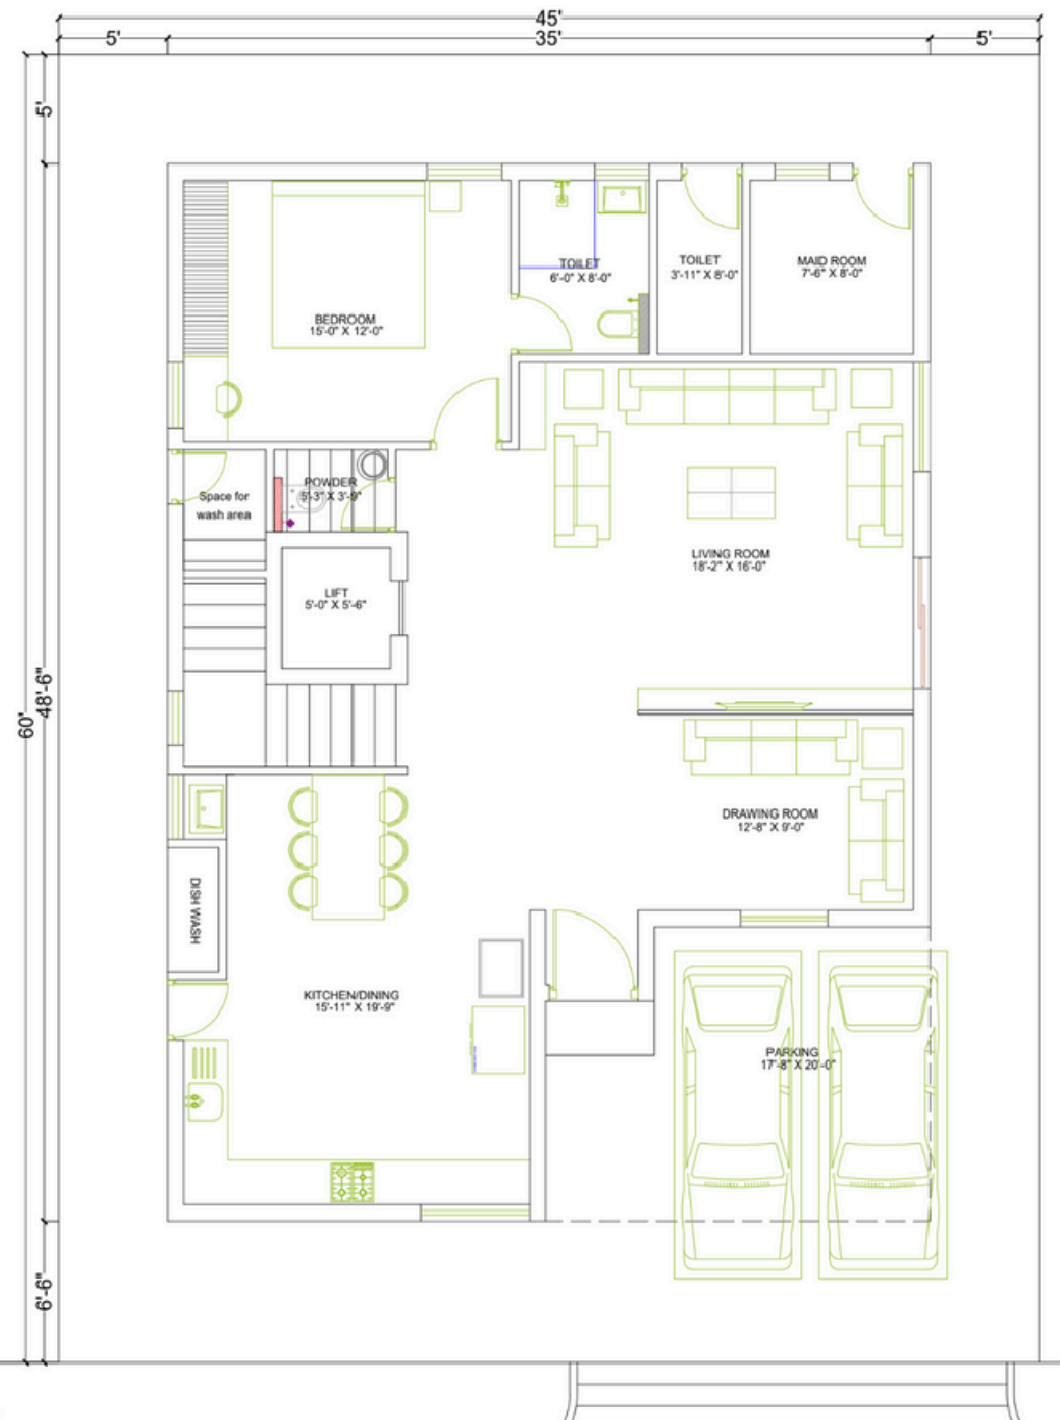 45'
5'
35'
5'
5'
48'-6"
60'
6'-6"
BEDROOM
15'-0" X 12'-0"
TOILET
6'-0" X 8'-0"
TOILET
3'-11" X 8'-0"
MAID ROOM
7'-6" X 8'-0"
POWDER
5'-3" X 3'-9"
Space for
wash area
LIFT
5'-0" X 5'-6"
LIVING ROOM
18'-2" X 16'-0"
DRAWING ROOM
12'-8" X 9'-0"
DISH WASH
KITCHEN/DINING
15'-11" X 19'-9"
PARKING
17'-8" X 20'-0"